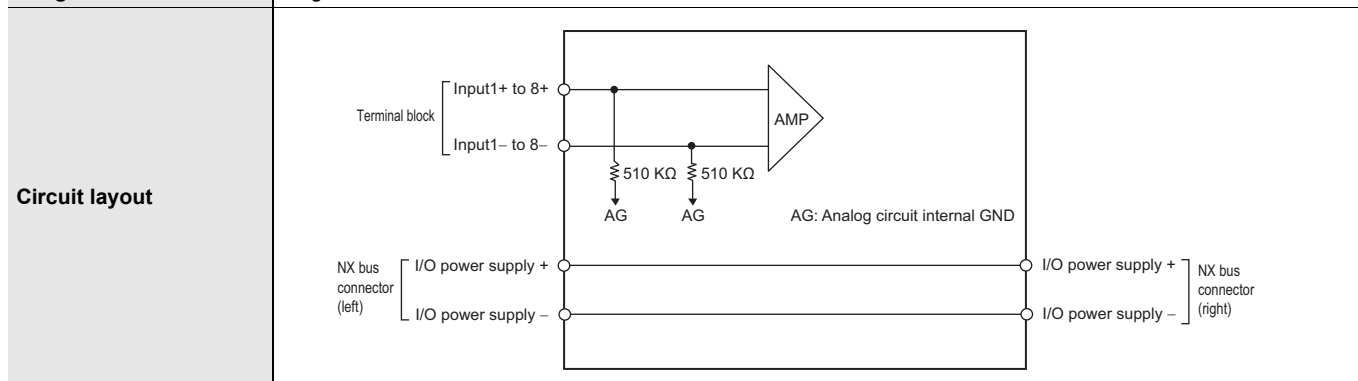 Circuit layout
Terminal block
Input1+ to 8+
Input1– to 8–
AMP
510 KΩ
510 KΩ
AG
AG
AG: Analog circuit internal GND
NX bus
connector
(left)
I/O power supply +
I/O power supply –
I/O power supply +
I/O power supply –
NX bus
connector
(right)